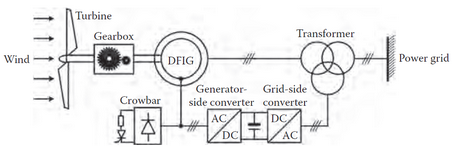 Turbine
Gearbox
Transformer
Wind
DFIG
Power grid
Crowbar
Generator-
side converter
Grid-side
converter
AC
DC
DC
AC